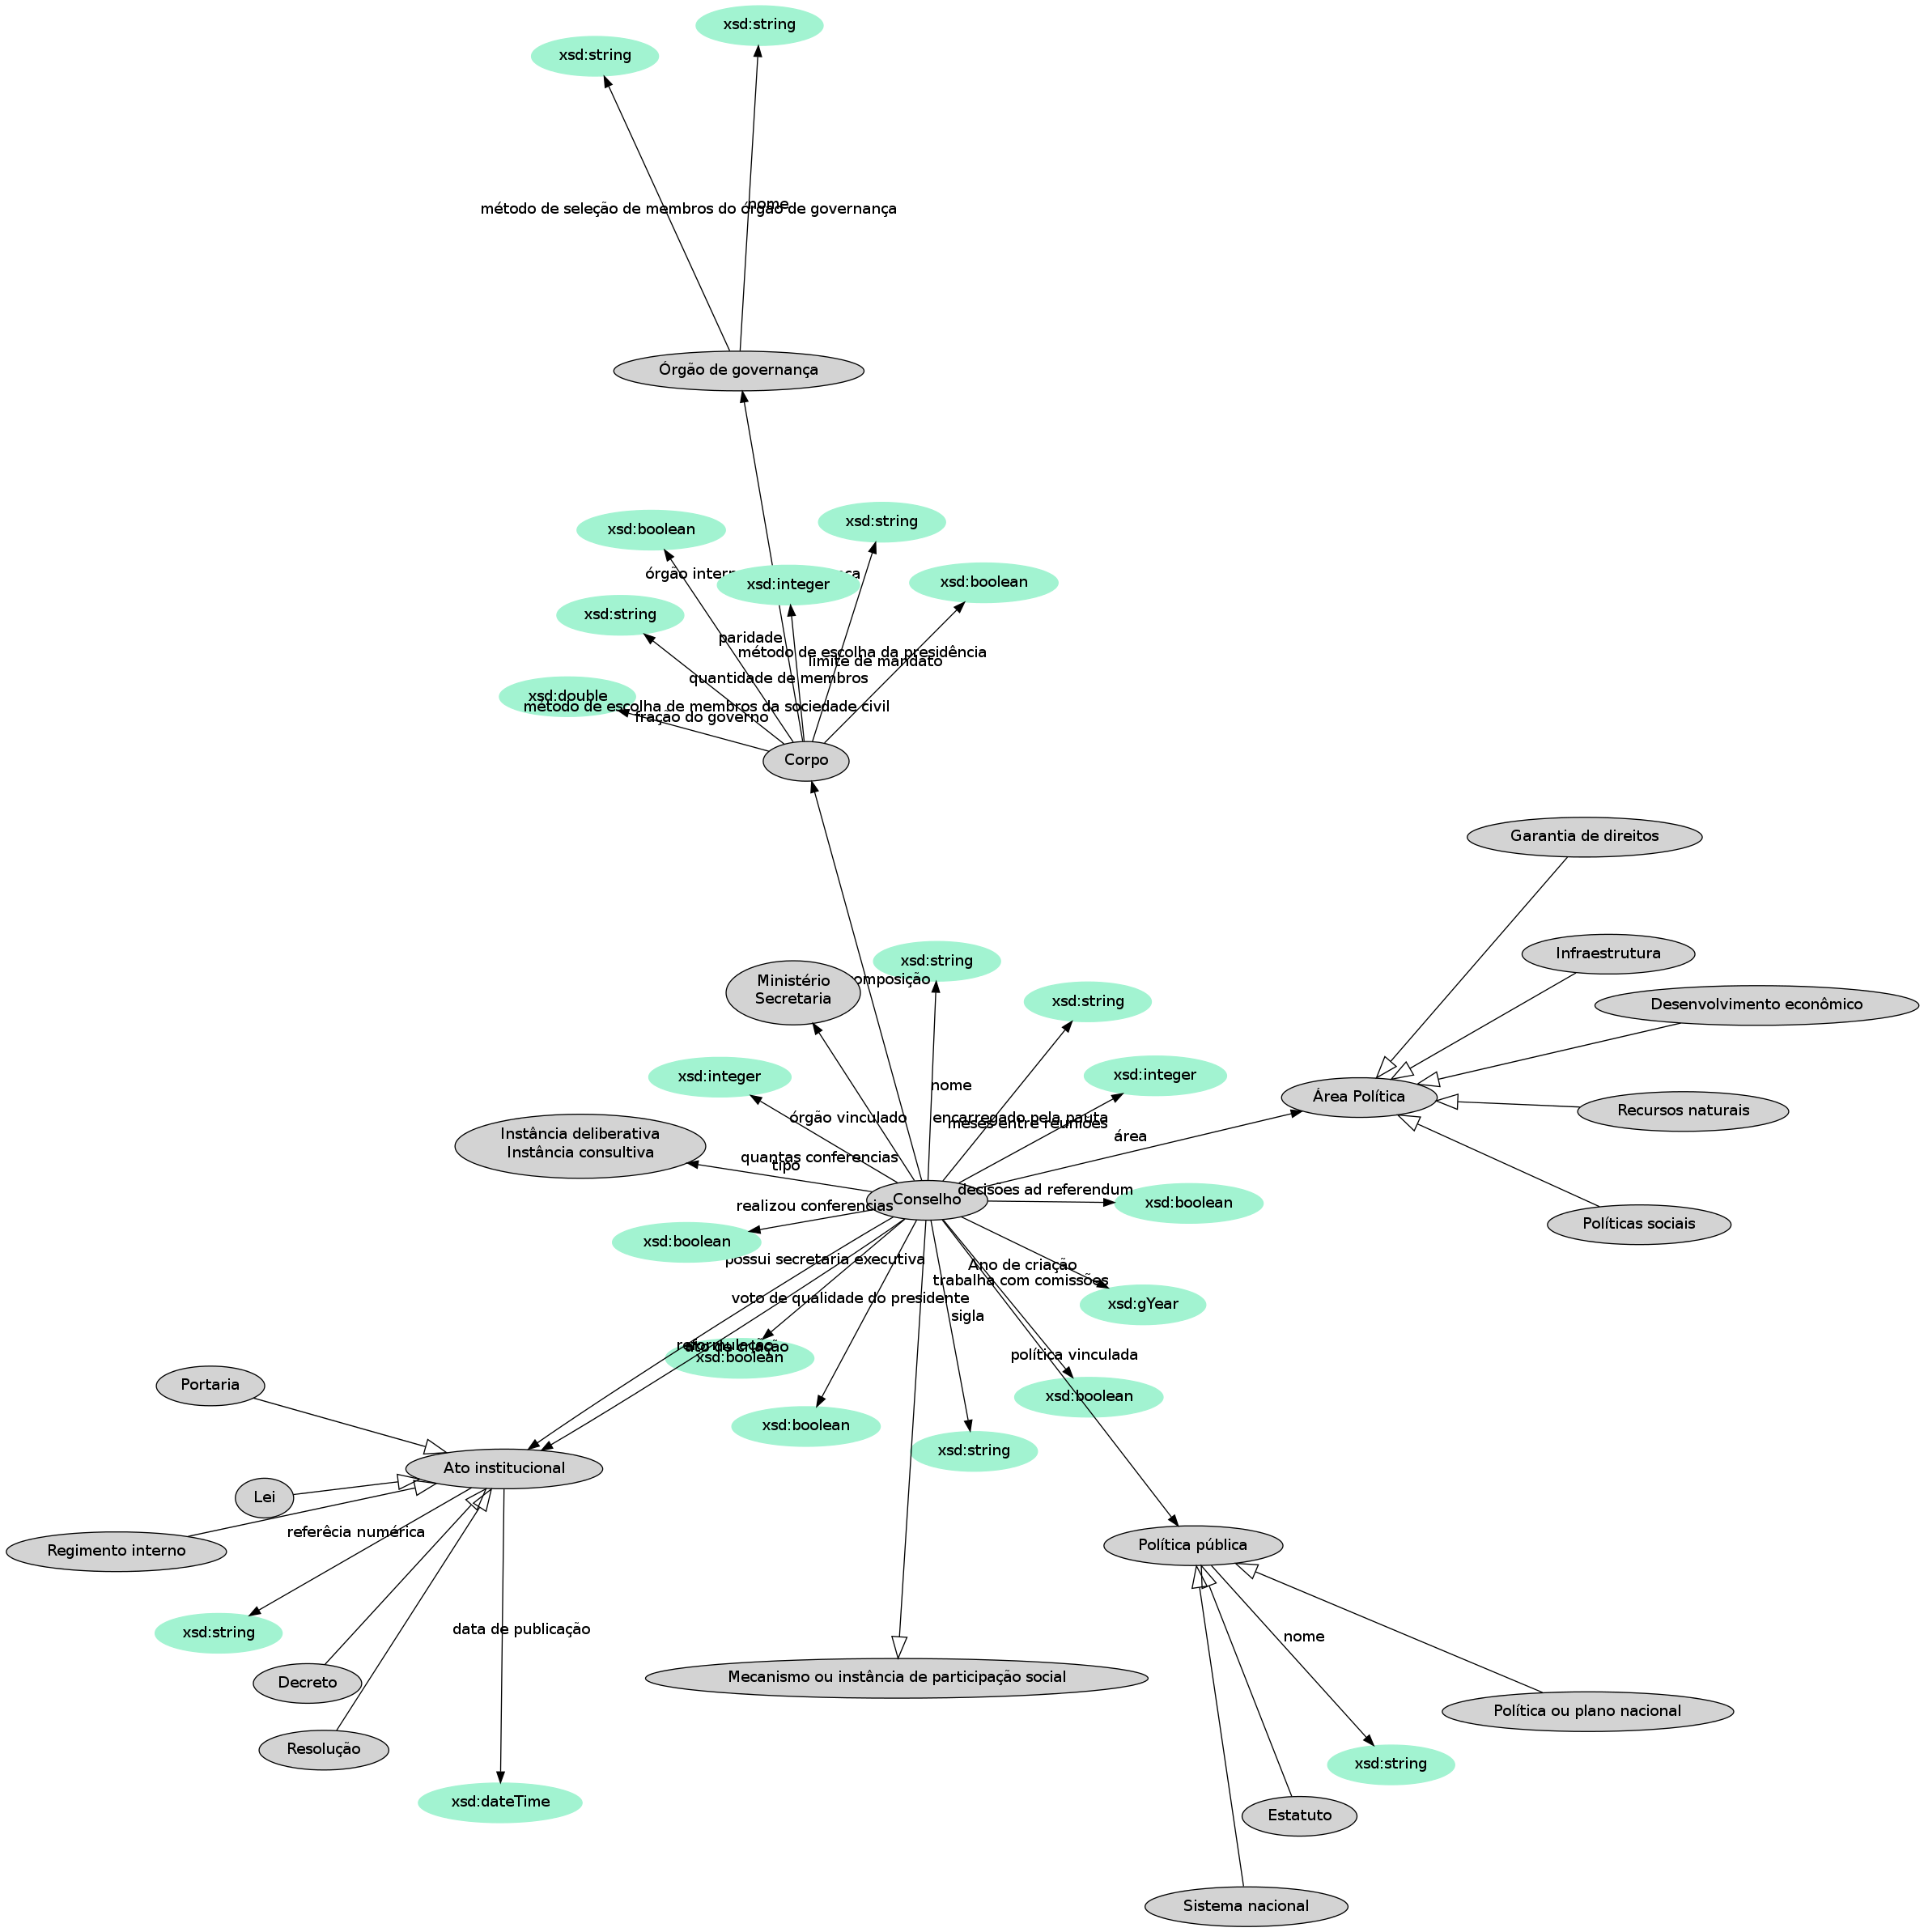 xsd:string
xsd:string
nome
método de seleção de membros do órgão de governança
Órgão de governança
xsd:string
xsd:boolean
órgão inter
xsd:integer
xsd:boolean
xsd:string
paridade
método de escolha da presidência
limite de mandato
quantidade de membros
xsd:double
método de escolha de membros da sociedade civil
fração do governo
Corpo
Garantia de direitos
Infraestrutura
xsd:string
Ministério
Secretaria
omposição
xsd:string
Desenvolvimento econômico
xsd:integer
xsd:integer
nome
Área Política
Recursos naturais
órgão vinculado
encarregado pela pauta
meses entre reuniões
área
Instância deliberativa
Instância consultiva
quantas conferencias
tipo
decisões ad referendum
Conselho
xsd:boolean
realizou conferencias
Políticas sociais
xsd:boolean
possui secretaria executiva
Ano de criação
trabalha com comissões
voto de qualidade do presidente
xsd:gYear
sigla
reformulação
ato de criação
xsd:boolean
política vinculada
Portaria
xsd:boolean
xsd:boolean
xsd:string
Ato institucional
Lei
referêcia numérica
Regimento interno
Política pública
xsd:string
data de publicação
nome
Decreto
Mecanismo ou instância de participação social
Política ou plano nacional
Resolução
xsd:string
xsd:dateTime
Estatuto
Sistema nacional